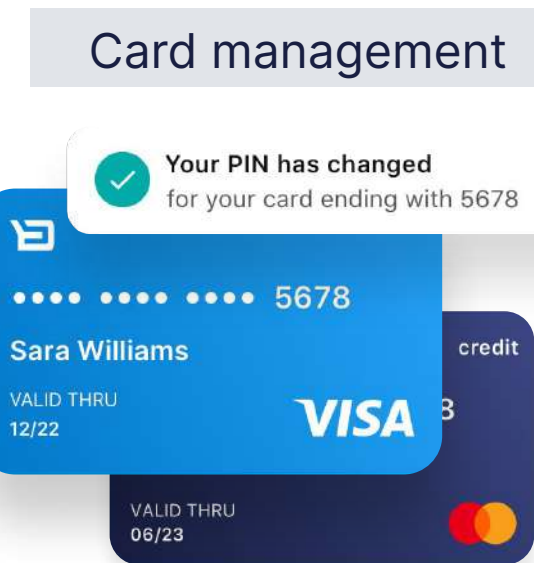 Card management
Your PIN has changed
for your card ending with 5678
•••• •••• •••• 5678
Sara Williams
VALID THRU
12/22
VISA
credit
VALID THRU
06/23